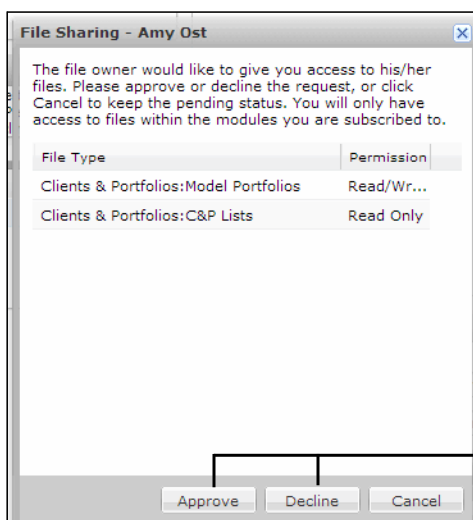 File Sharing - Amy Ost
The file owner would like to give you access to his/her
files. Please approve or decline the request, or click
Cancel to keep the pending status. You will only have
access to files within the modules you are subscribed to.
File Type Permission
Clients & Portfolios:Model Portfolios Read/Wr...
Clients & Portfolios:C&P Lists Read Only
Approve Decline Cancel